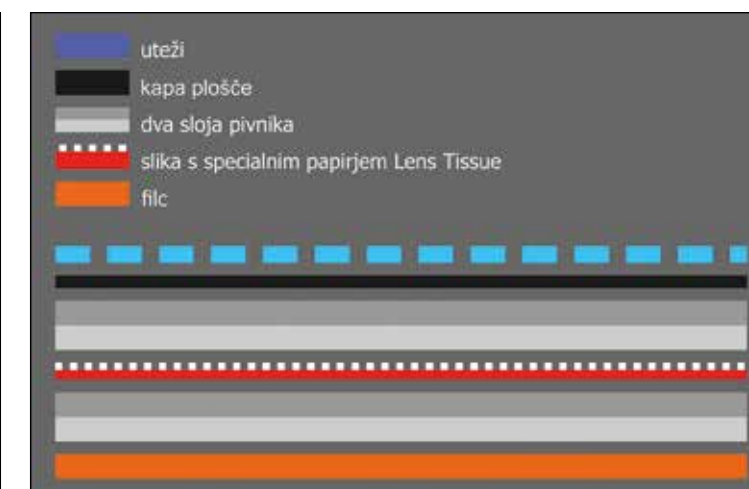 uteži
kapa plošče
dva sloja pivnika
slika s specialnim papirjem Lens Tissue
filc